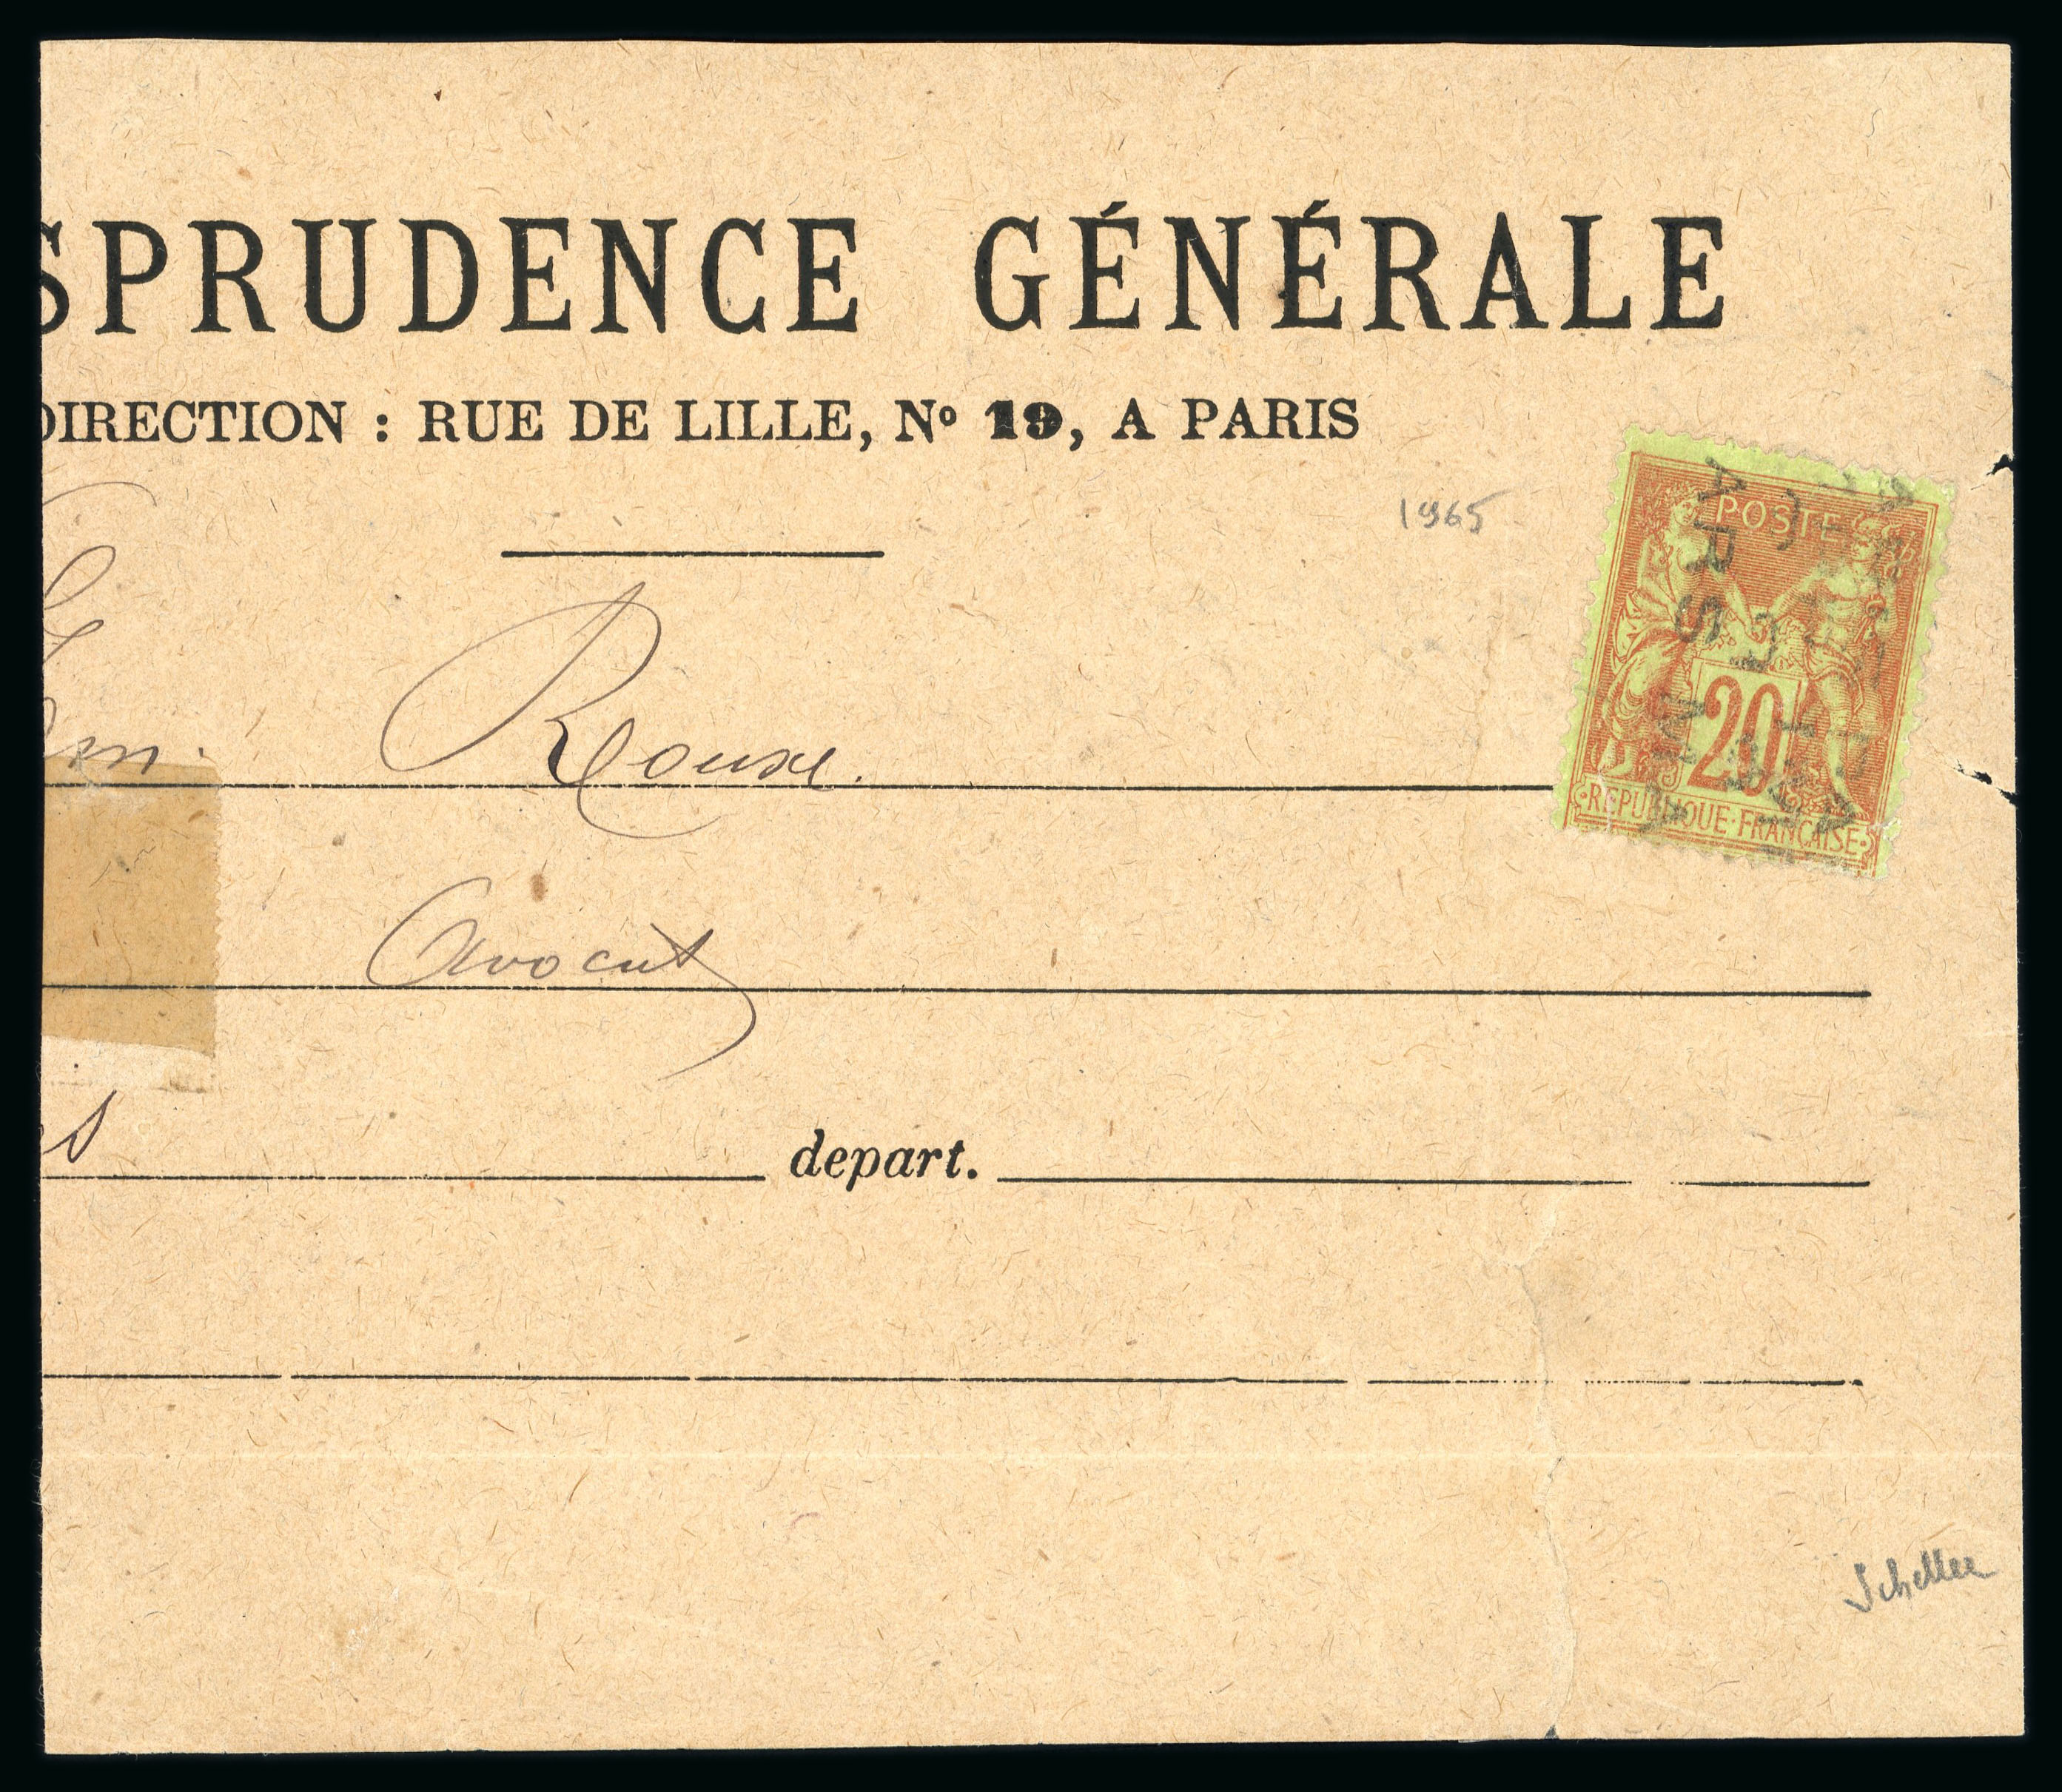 SPRUDENCE GÉNÉRALE
DIRECTION : RUE DE LILLE, Nº 19, A PARIS
1965
POSTE
20
REPUBLIQUE FRANÇAISE
m. Roux.
Avocat
s depart.
Scheller